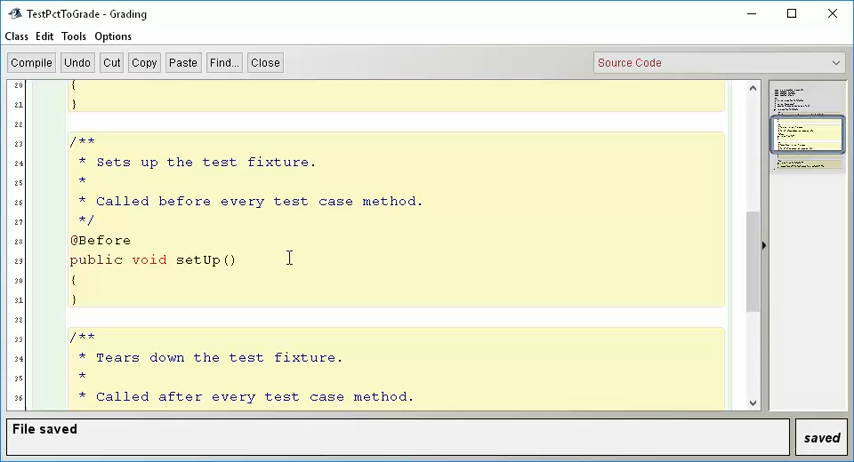 TestPctToGrade - Grading
Class Edit Tools Options
Compile Undo Cut Copy Paste Find... Close Source Code
20 {
21 }
22
23 /**
24 * Sets up the test fixture.
25 *
26 * Called before every test case method.
27 */
28 @Before
29 public void setUp()
30 {
31 }
32
33 /**
34 * Tears down the test fixture.
35 *
36 * Called after every test case method.
File saved
saved